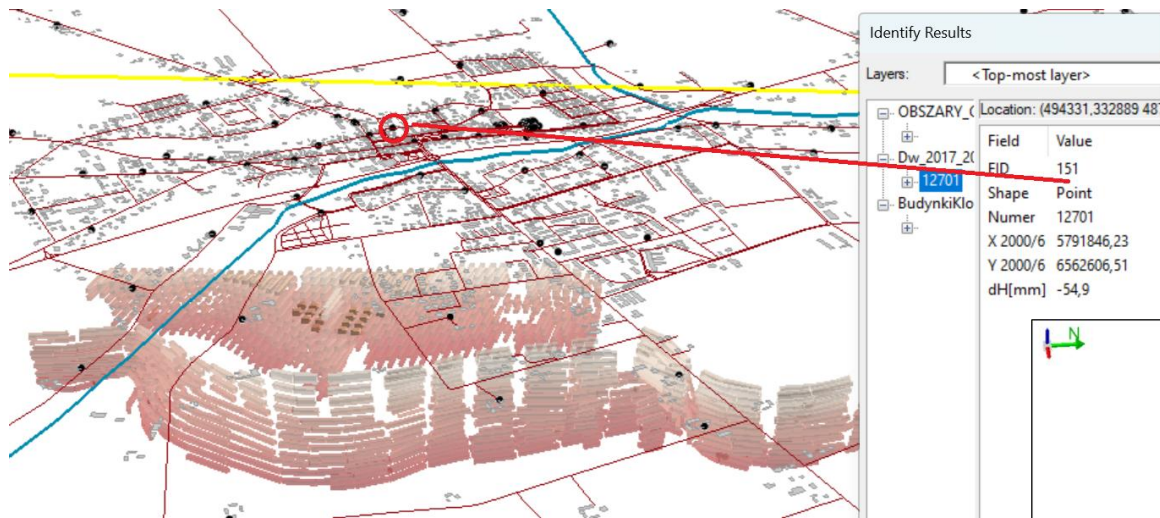 Identify Results
Layers: <Top-most layer>
OBSZARY_
Location: (494331,332889 48
Field Value
Dw_2017_20
FID 151
12701
Shape Point
BudynkiKlo
Numer 12701
X 2000/6 5791846,23
Y 2000/6 6562606,51
dH[mm] -54,9
N